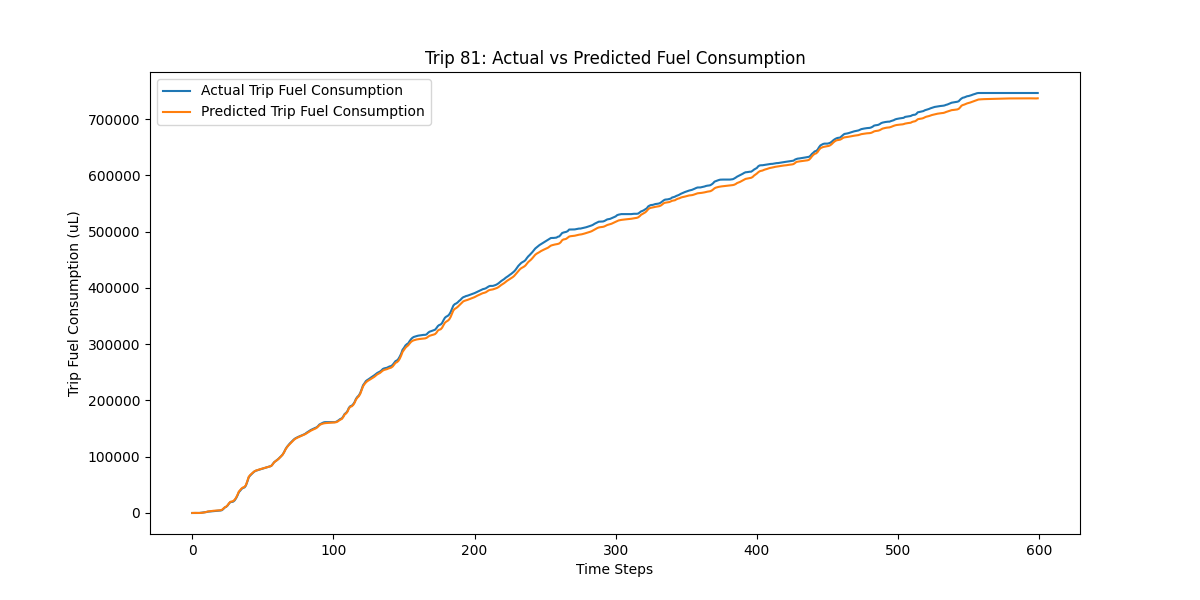 Trip 81: Actual vs Predicted Fuel Consumption
Actual Trip Fuel Consumption
Predicted Trip Fuel Consumption
Trip Fuel Consumption (uL)
700000
600000
500000
400000
300000
200000
100000
0
0 100 200 300 400 500 600
Time Steps